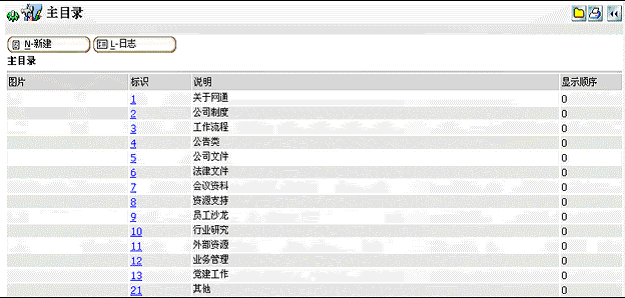 主目录
N-新建 L-日志
主目录
图片 标识 说明 显示顺序
1 关于网通 0
2 公司制度 0
3 工作流程 0
4 公告类 0
5 公司文件 0
6 法律文件 0
7 会议资料 0
8 资源支持 0
9 员工沙龙 0
10 行业研究 0
11 外部资源 0
12 业务管理 0
13 党建工作 0
21 其他 0